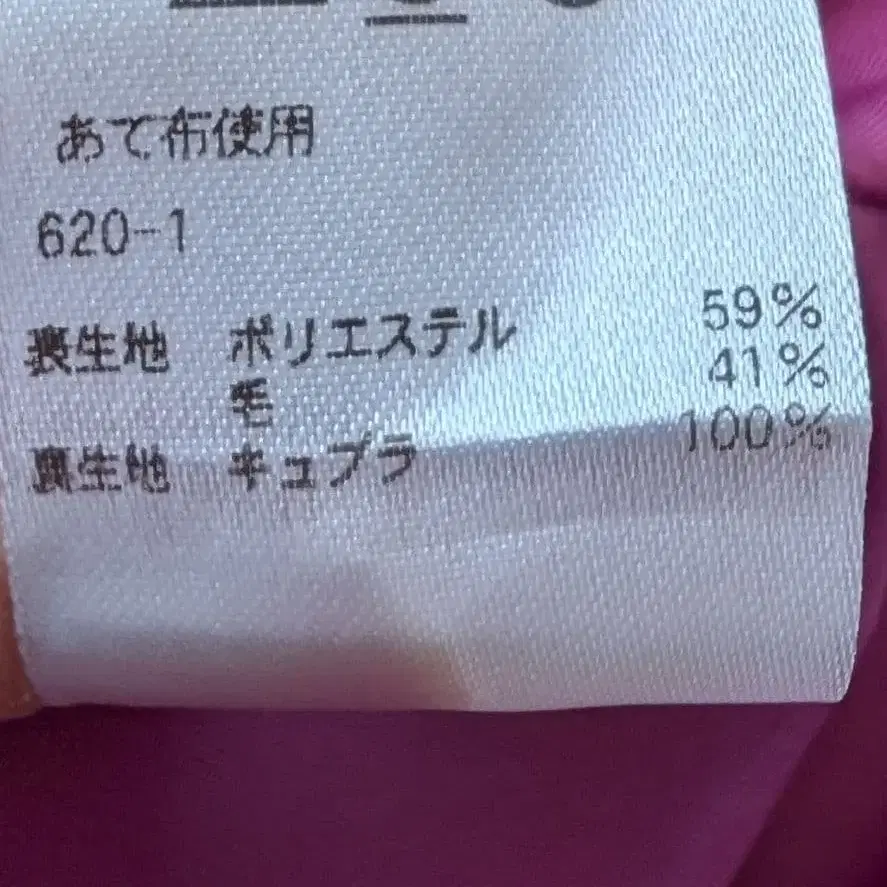 あて布使用
620-1
表生地 ポリエステル 59%
毛 41%
裏生地 キュプラ 100%